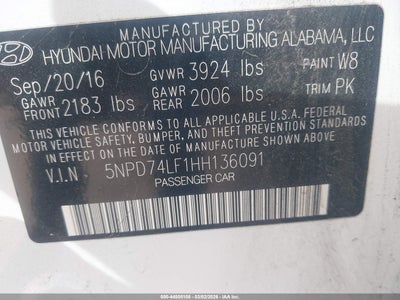 HYUNDAI MOTOR MANUFACTURING ALABAMA, LLC
Sep/20/16 GVWR 3924 lbs PAINT W8
GAWR FRONT 2183 lbs GAWR REAR 2006 lbs TRIM PK
THIS VEHICLE CONFORMS TO ALL APPLICABLE U.S.A. FEDERAL
MOTOR VEHICLE SAFETY, BUMPER, AND THEFT PREVENTION
STANDARDS IN EFFECT ON THE DATE OF MANUFACTURE SHOWN ABOVE.
V.I.N 5NPD74LF1HH136091
PASSENGER CAR